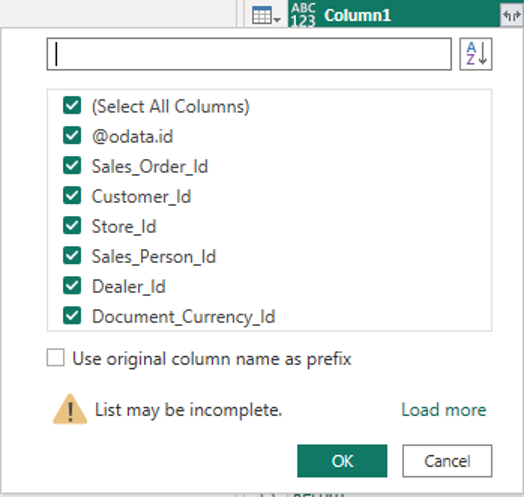 ABC
123 Column1
A
Z
(Select All Columns)
@odata.id
Sales_Order_Id
Customer_Id
Store_Id
Sales_Person_Id
Dealer_Id
Document_Currency_Id
Use original column name as prefix
List may be incomplete. Load more
OK Cancel